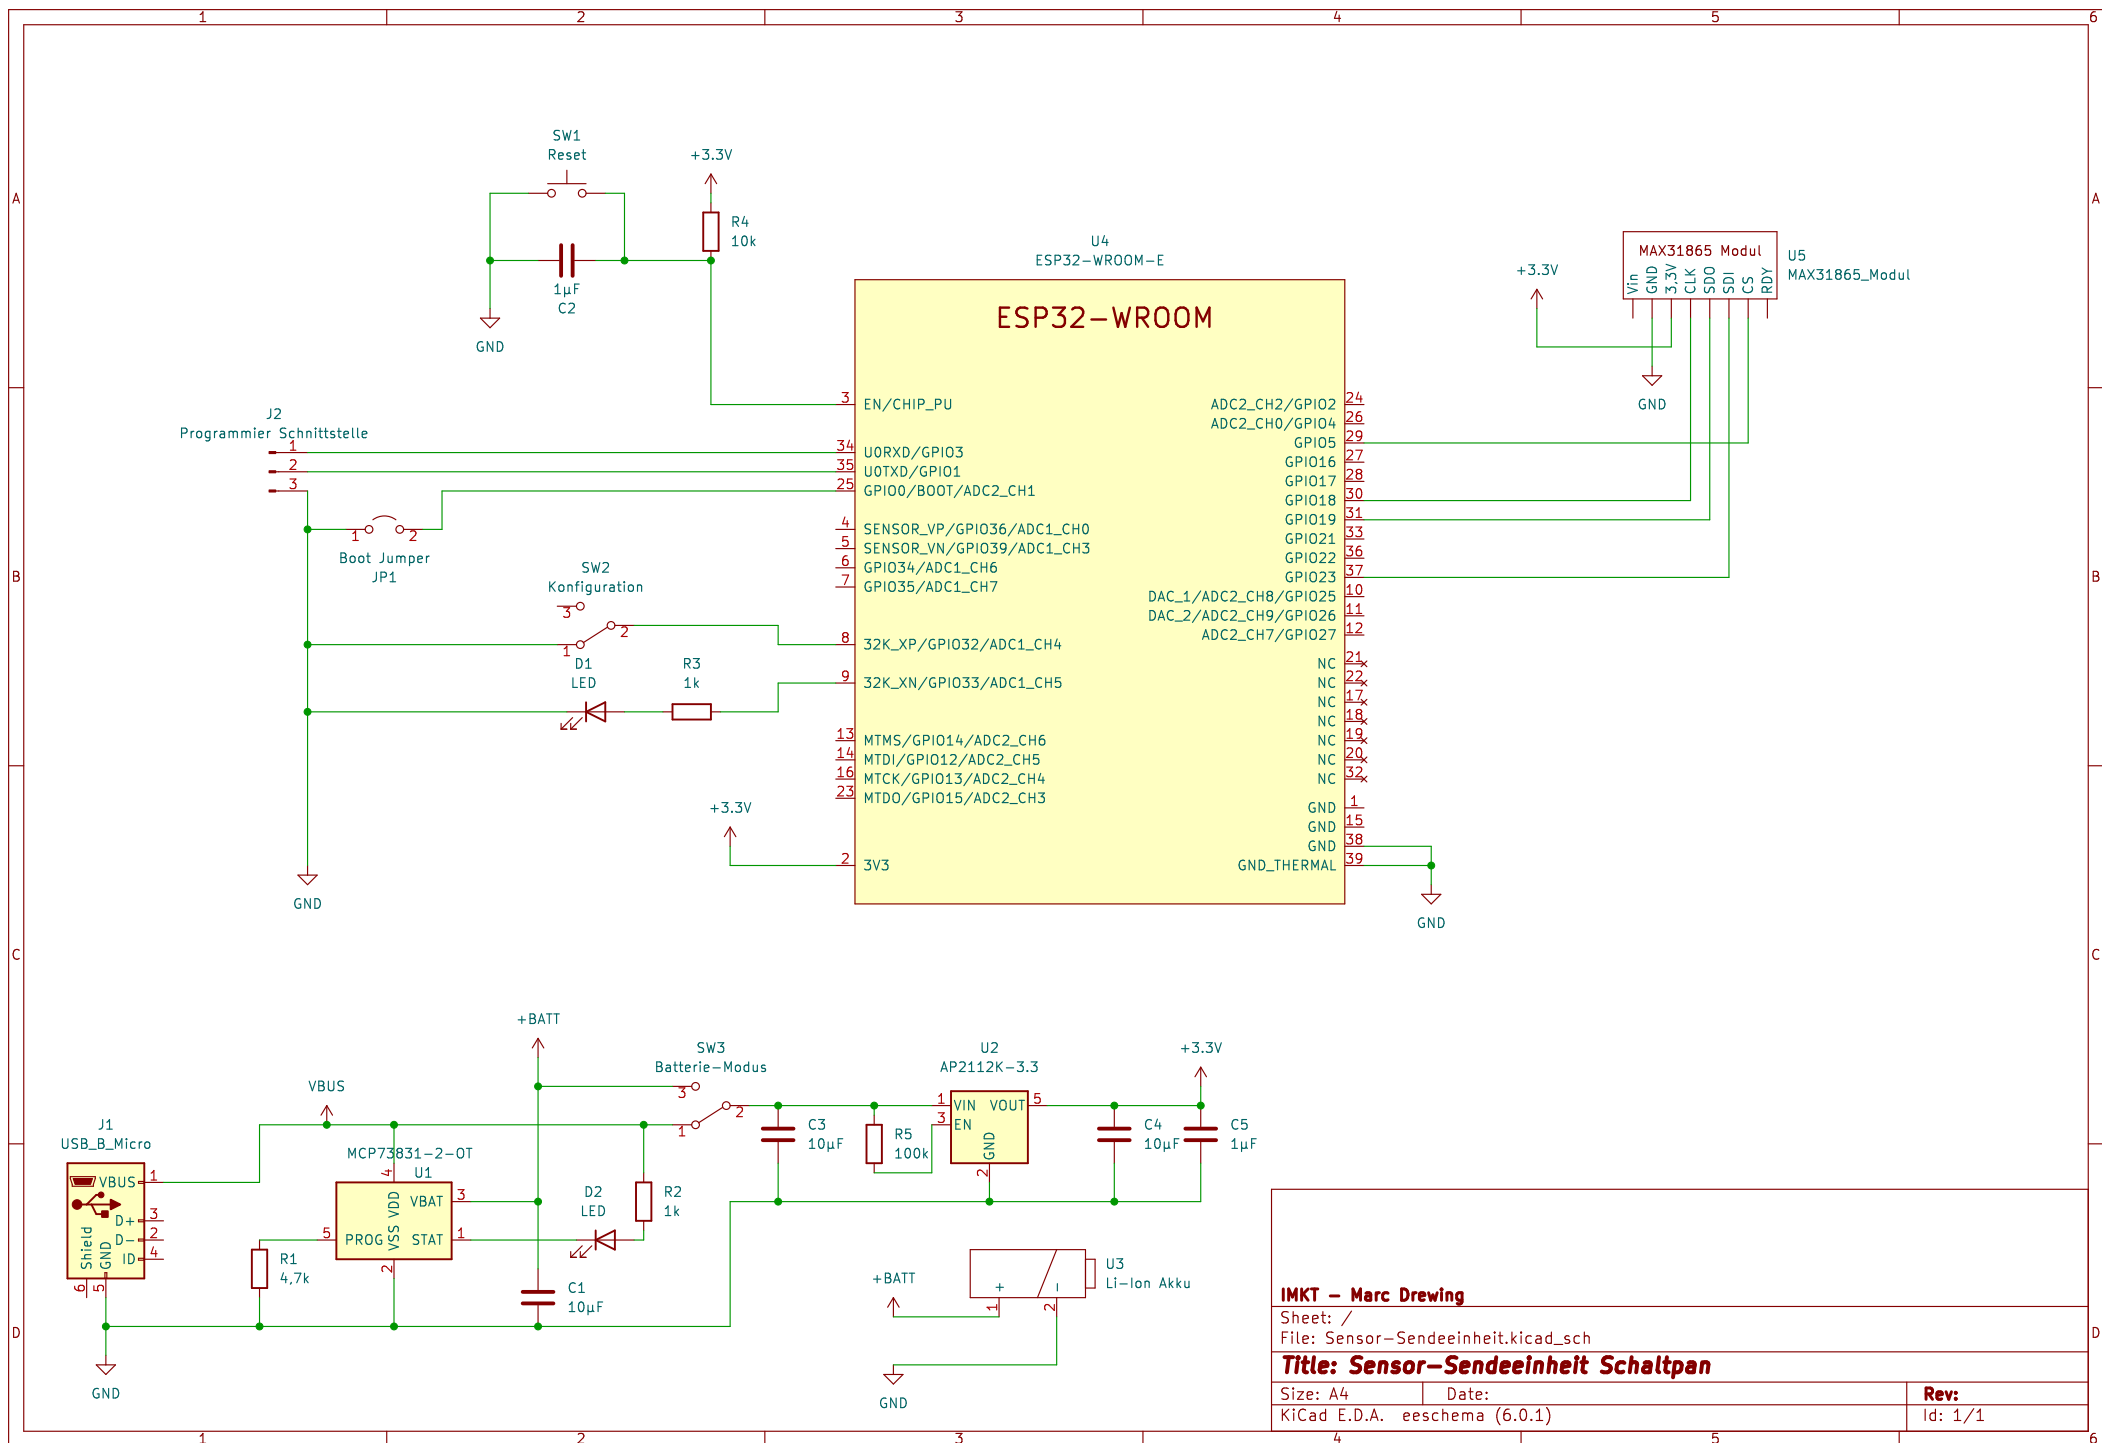 1 2 3 4 5 6
A A
B B
C C
D D
1 2 3 4 5 6
SW1
Reset
+3.3V
R4
10k
1µF
C2
GND
U4
ESP32-WROOM-E
ESP32-WROOM
3 EN/CHIP_PU
34 U0RXD/GPIO3
35 U0TXD/GPIO1
25 GPIO0/BOOT/ADC2_CH1
4 SENSOR_VP/GPIO36/ADC1_CH0
5 SENSOR_VN/GPIO39/ADC1_CH3
6 GPIO34/ADC1_CH6
7 GPIO35/ADC1_CH7
8 32K_XP/GPIO32/ADC1_CH4
9 32K_XN/GPIO33/ADC1_CH5
13 MTMS/GPIO14/ADC2_CH6
14 MTDI/GPIO12/ADC2_CH5
16 MTCK/GPIO13/ADC2_CH4
23 MTDO/GPIO15/ADC2_CH3
2 3V3
ADC2_CH2/GPIO2 24
ADC2_CH0/GPIO4 26
GPIO5 29
GPIO16 27
GPIO17 28
GPIO18 30
GPIO19 31
GPIO21 33
GPIO22 36
GPIO23 37
DAC_1/ADC2_CH8/GPIO25 10
DAC_2/ADC2_CH9/GPIO26 11
ADC2_CH7/GPIO27 12
NC 21
NC 22
NC 17
NC 18
NC 19
NC 20
NC 32
GND 1
GND 15
GND 38
GND_THERMAL 39
GND
+3.3V
MAX31865 Modul
U5
MAX31865_Modul
Vin
GND
3,3V
CLK
SDO
SDI
CS
RDY
GND
J2
Programmier Schnittstelle
1
2
3
1 2
Boot Jumper
JP1
SW2
Konfiguration
3
2
1
D1
LED
R3
1k
+3.3V
GND
+BATT
VBUS
J1
USB_B_Micro
VBUS 1
D+ 3
D- 2
ID 4
Shield
GND
6
5
GND
MCP73831-2-OT
U1
4
VDD
VBAT 3
5 PROG
VSS
STAT 1
2
R1
4,7k
D2
LED
R2
1k
C1
10µF
SW3
Batterie-Modus
3
2
1
C3
10µF
R5
100k
U2
AP2112K-3.3
1 VIN
3 EN
VOUT 5
GND
2
+3.3V
C4
10µF
C5
1µF
+BATT
+
-
1
2
U3
Li-Ion Akku
GND
IMKT - Marc Drewing
Sheet: /
File: Sensor-Sendeeinheit.kicad_sch
Title: Sensor-Sendeeinheit Schaltpan
Size: A4 Date: Rev:
KiCad E.D.A. eeschema (6.0.1) Id: 1/1